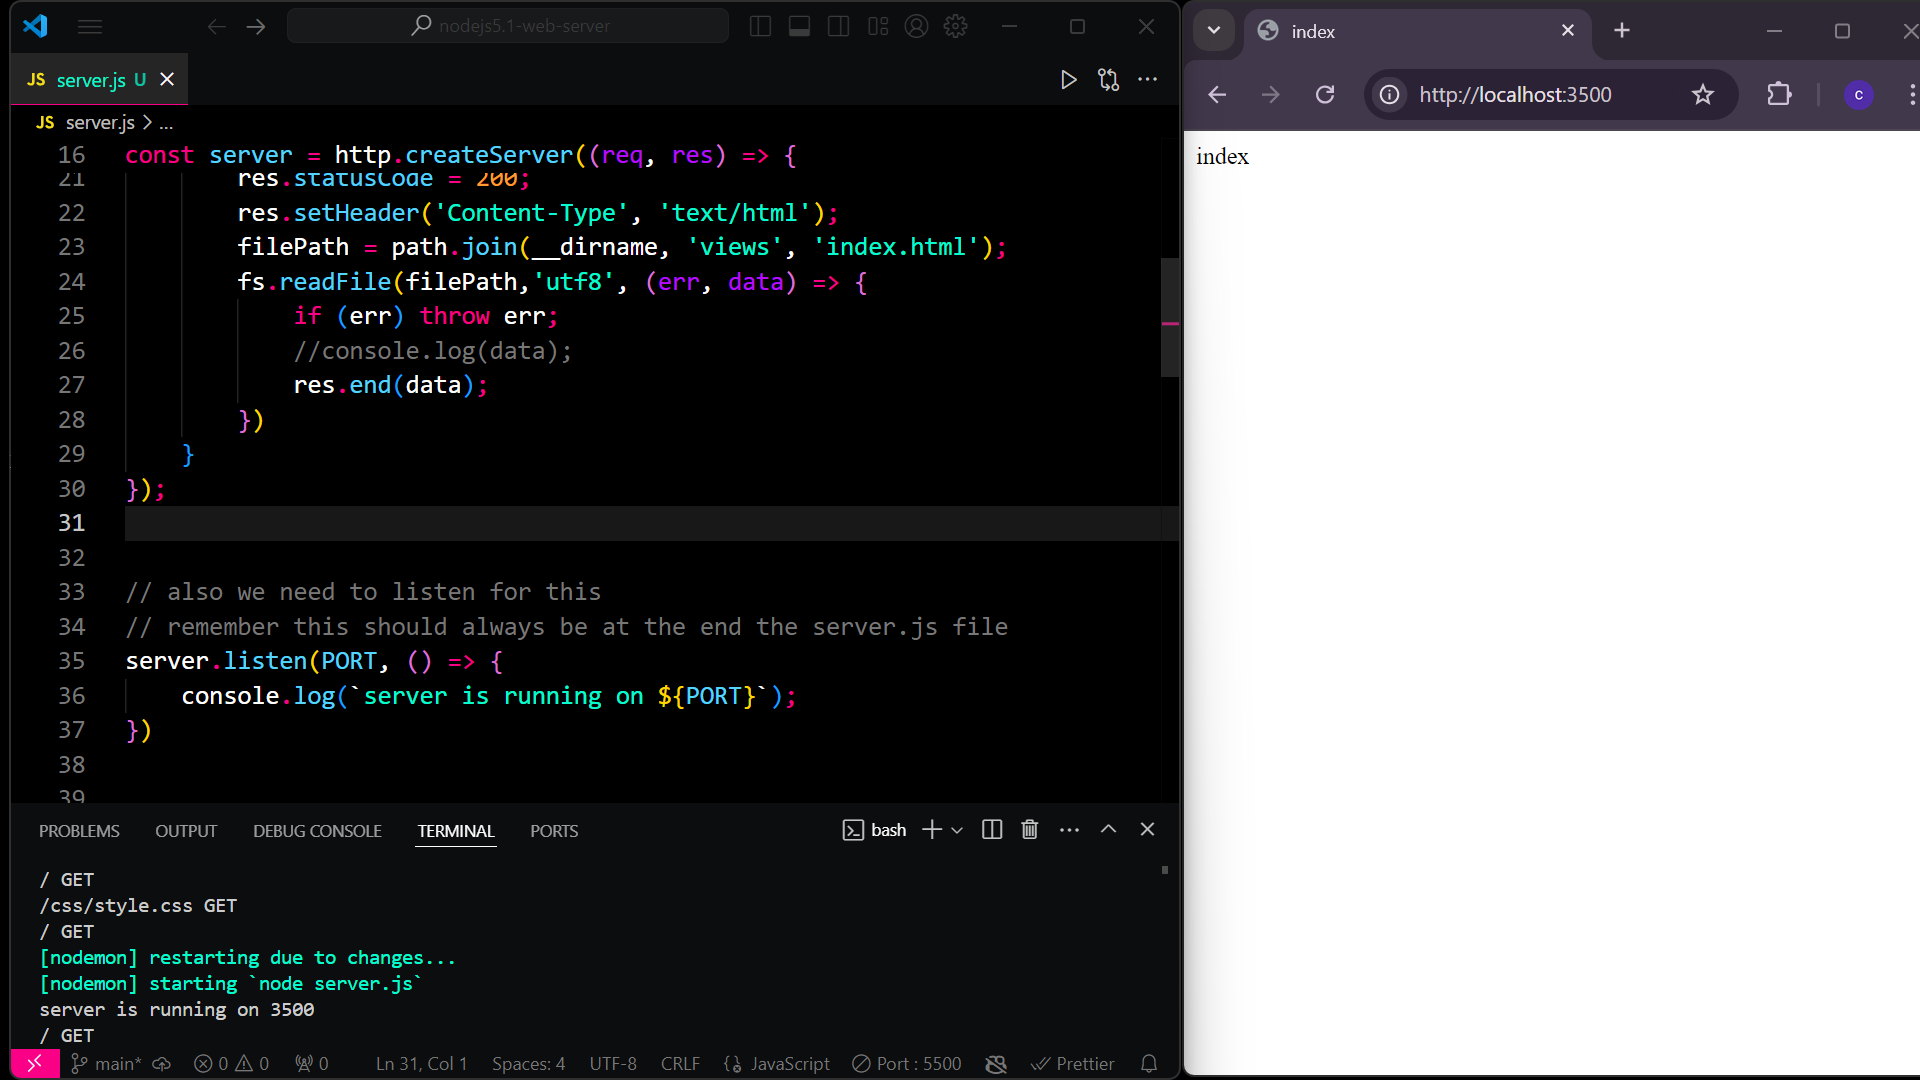 nodejs5.1-web-server
JS server.js U
JS server.js > ...
16 const server = http.createServer((req, res) => {
21 res.statusCode = 200;
22 res.setHeader('Content-Type', 'text/html');
23 filePath = path.join(__dirname, 'views', 'index.html');
24 fs.readFile(filePath,'utf8', (err, data) => {
25 if (err) throw err;
26 //console.log(data);
27 res.end(data);
28 })
29 }
30 });
31
32
33 // also we need to listen for this
34 // remember this should always be at the end the server.js file
35 server.listen(PORT, () => {
36 console.log(`server is running on ${PORT}`);
37 })
38
39
PROBLEMS OUTPUT DEBUG CONSOLE TERMINAL PORTS bash
/ GET
/css/style.css GET
/ GET
[nodemon] restarting due to changes...
[nodemon] starting `node server.js`
server is running on 3500
/ GET
main* 0 0 0 Ln 31, Col 1 Spaces: 4 UTF-8 CRLF {} JavaScript Port : 5500 Prettier
index
http://localhost:3500 c
index